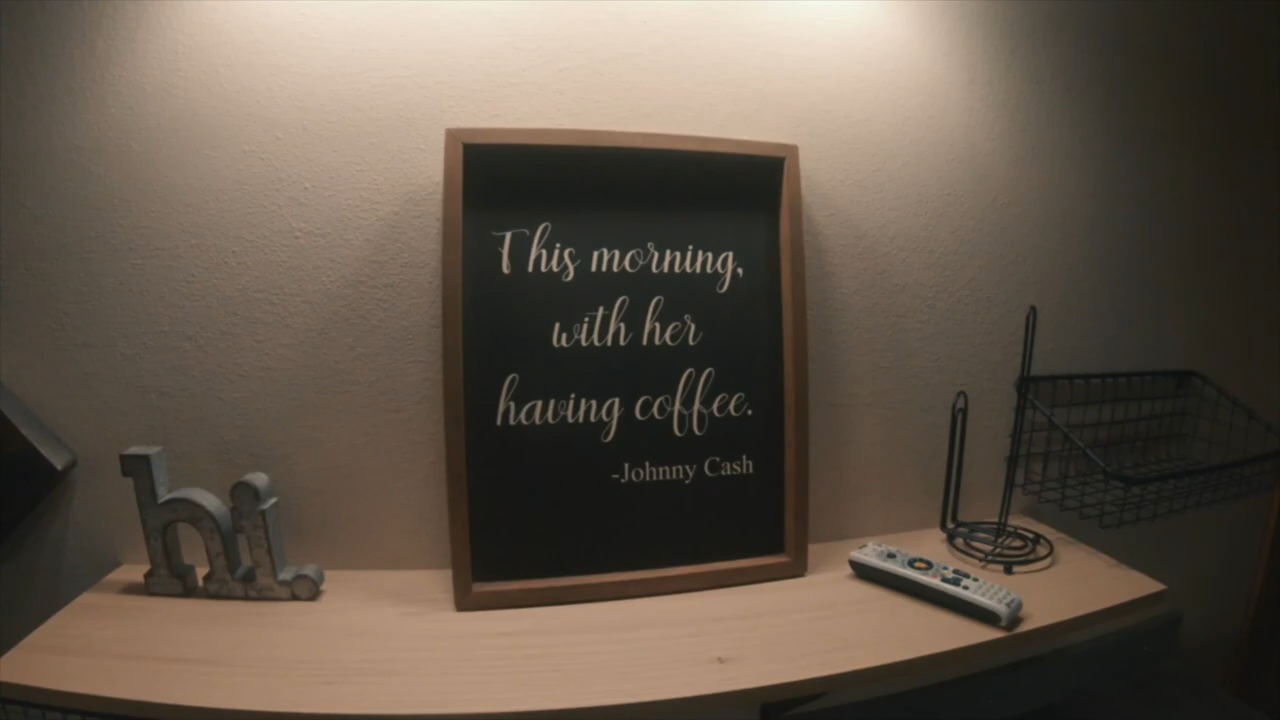 This morning,
with her
having coffee.
-Johnny Cash
hi.